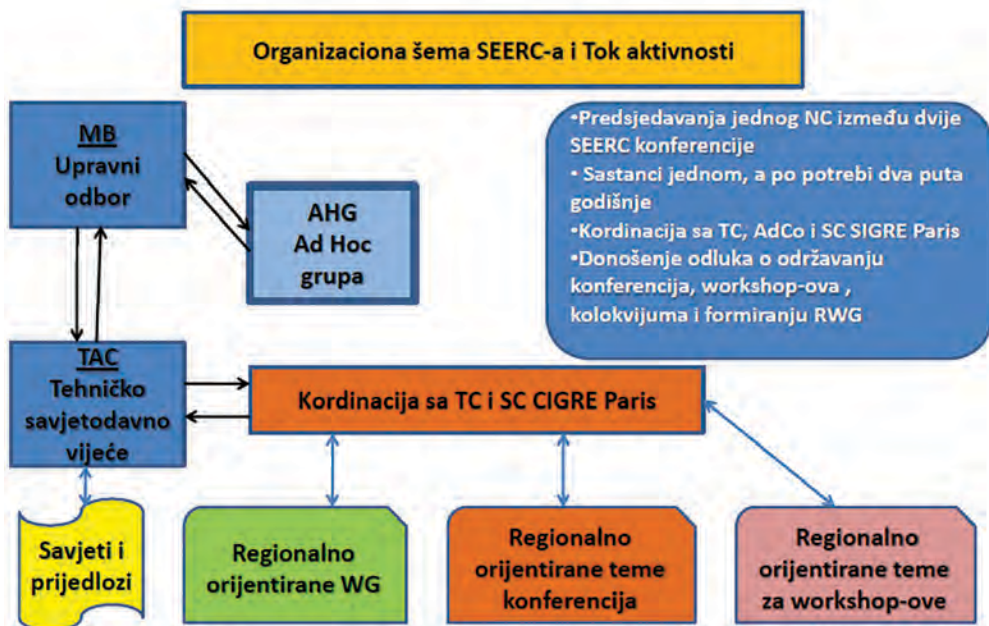 Organizaciona šema SEERC-a i Tok aktivnosti
MB
Upravni
odbor
AHG
Ad Hoc
grupa
•Predsjedavanja jednog NC između dvije
SEERC konferencije
• Sastanci jednom, a po potrebi dva puta
godišnje
•Kordinacija sa TC, AdCo i SC SIGRE Paris
•Donošenje odluka o održavanju
konferencija, workshop-ova ,
kolokvijuma i formiranju RWG
TAC
Tehničko
savjetodavno
vijeće
Kordinacija sa TC i SC CIGRE Paris
Savjeti i
prijedlozi
Regionalno
orijentirane WG
Regionalno
orijentirane teme
konferencija
Regionalno
orijentirane teme
za workshop-ove